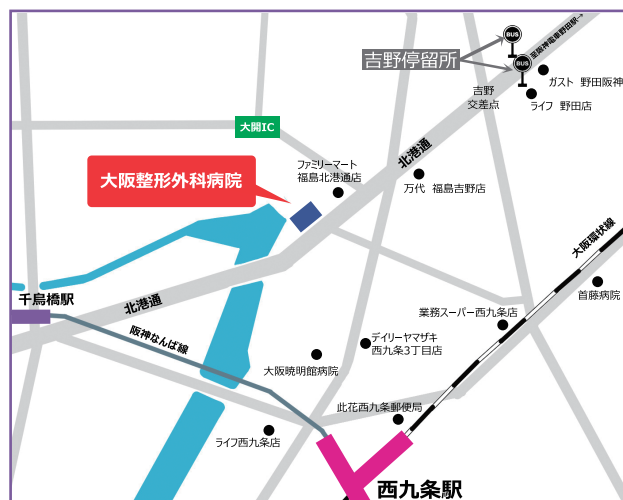 至阪神電車野田駅→
BUS
吉野停留所
BUS
ガスト 野田阪神
吉野
交差点
ライフ 野田店
大開IC
北港通
ファミリーマート
福島北港通店
大阪整形外科病院
万代 福島吉野店
大阪環状線
首藤病院
千鳥橋駅
北港通
阪神なんば線
業務スーパー西九条店
デイリーヤマザキ
西九条3丁目店
大阪暁明館病院
此花西九条郵便局
ライフ西九条店
西九条駅